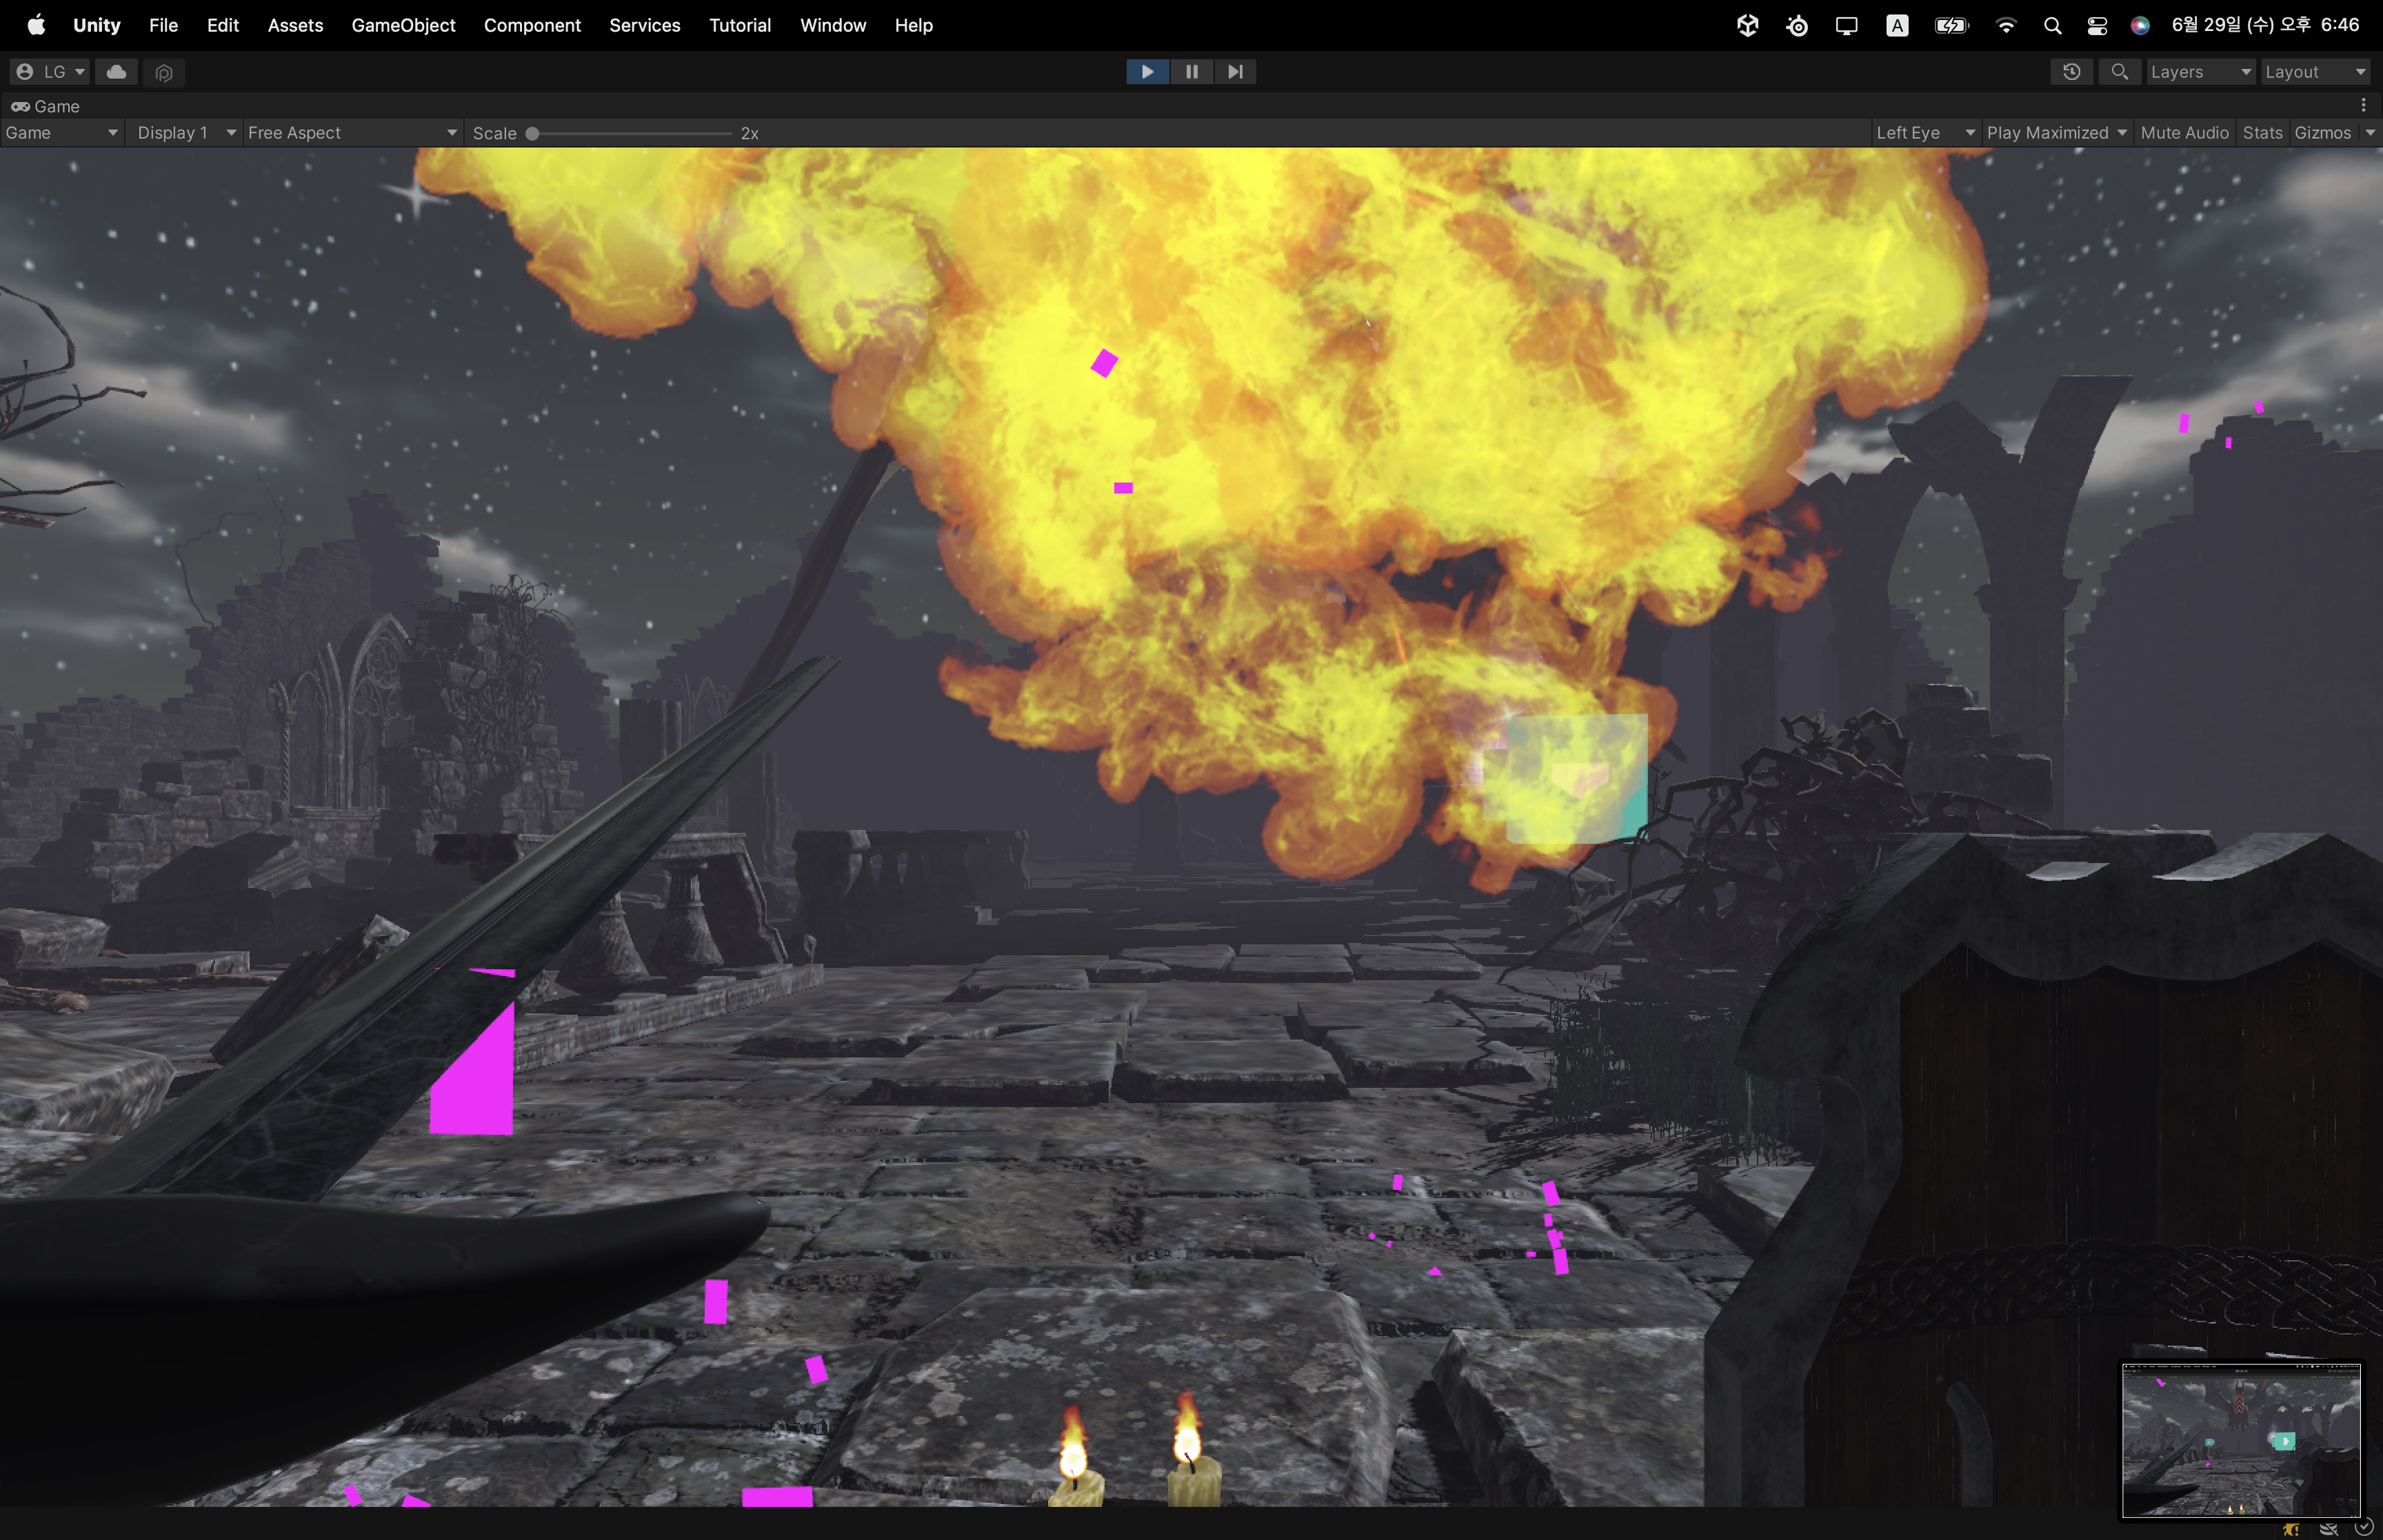 Unity File Edit Assets GameObject Component Services Tutorial Window Help A 6월 29일 (수) 오후 6:46
LG Layers Layout
Game
Game Display 1 Free Aspect Scale 2x Left Eye Play Maximized Mute Audio Stats Gizmos